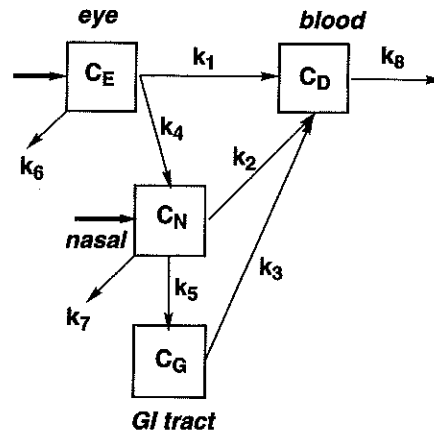 eye
blood
C_E
k_1
C_D
k_8
k_4
k_6
k_2
C_N
nasal
k_5
k_3
k_7
C_G
GI tract